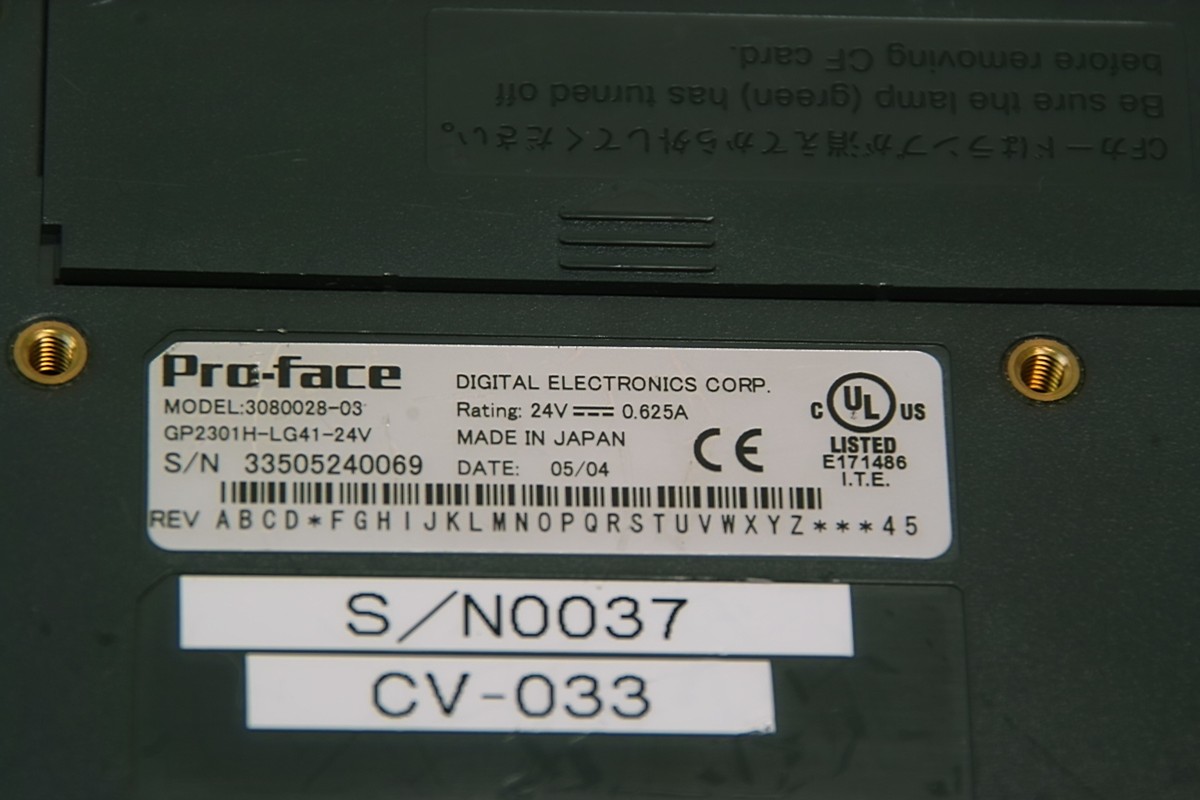 CFカードはランプが消えてから外してください。
Be sure the lamp (green) has turned off
before removing CF card.
Pro-face
MODEL:3080028-03
GP2301H-LG41-24V
S/N 33505240069
DIGITAL ELECTRONICS CORP.
Rating: 24V⎓0.625A
MADE IN JAPAN
DATE: 05/04
CE
C UL US
LISTED
E171486
I.T.E.
REV ABCD*FGHIJKLMNOPQRSTUVWXYZ***45
S/N0037
CV-033